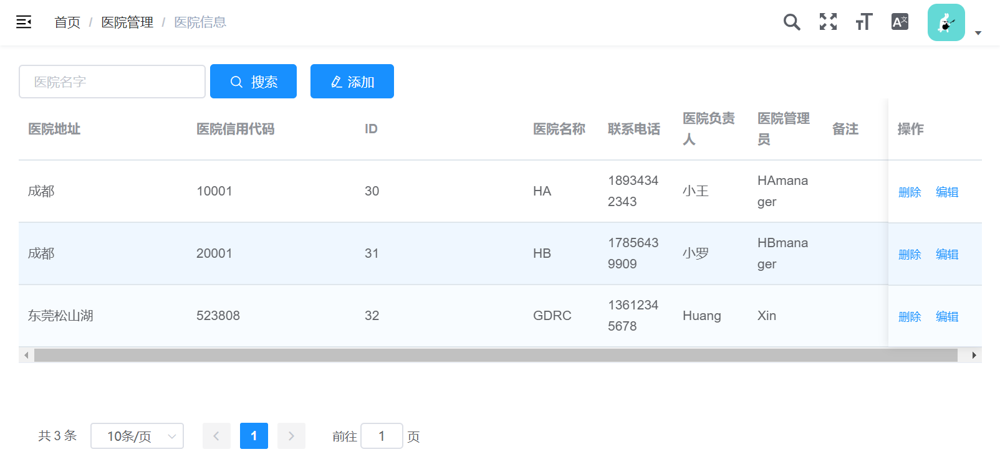 首页 / 医院管理 / 医院信息
医院名字 搜索 添加
医院地址 医院信用代码 ID 医院名称 联系电话 医院负责人 医院管理员 备注 操作
成都 10001 30 HA 18934342343 小王 HAmanager 删除 编辑
成都 20001 31 HB 17856439909 小罗 HBmanager 删除 编辑
东莞松山湖 523808 32 GDRC 13612345678 Huang Xin 删除 编辑
共 3 条 10条/页 1 前往 1 页